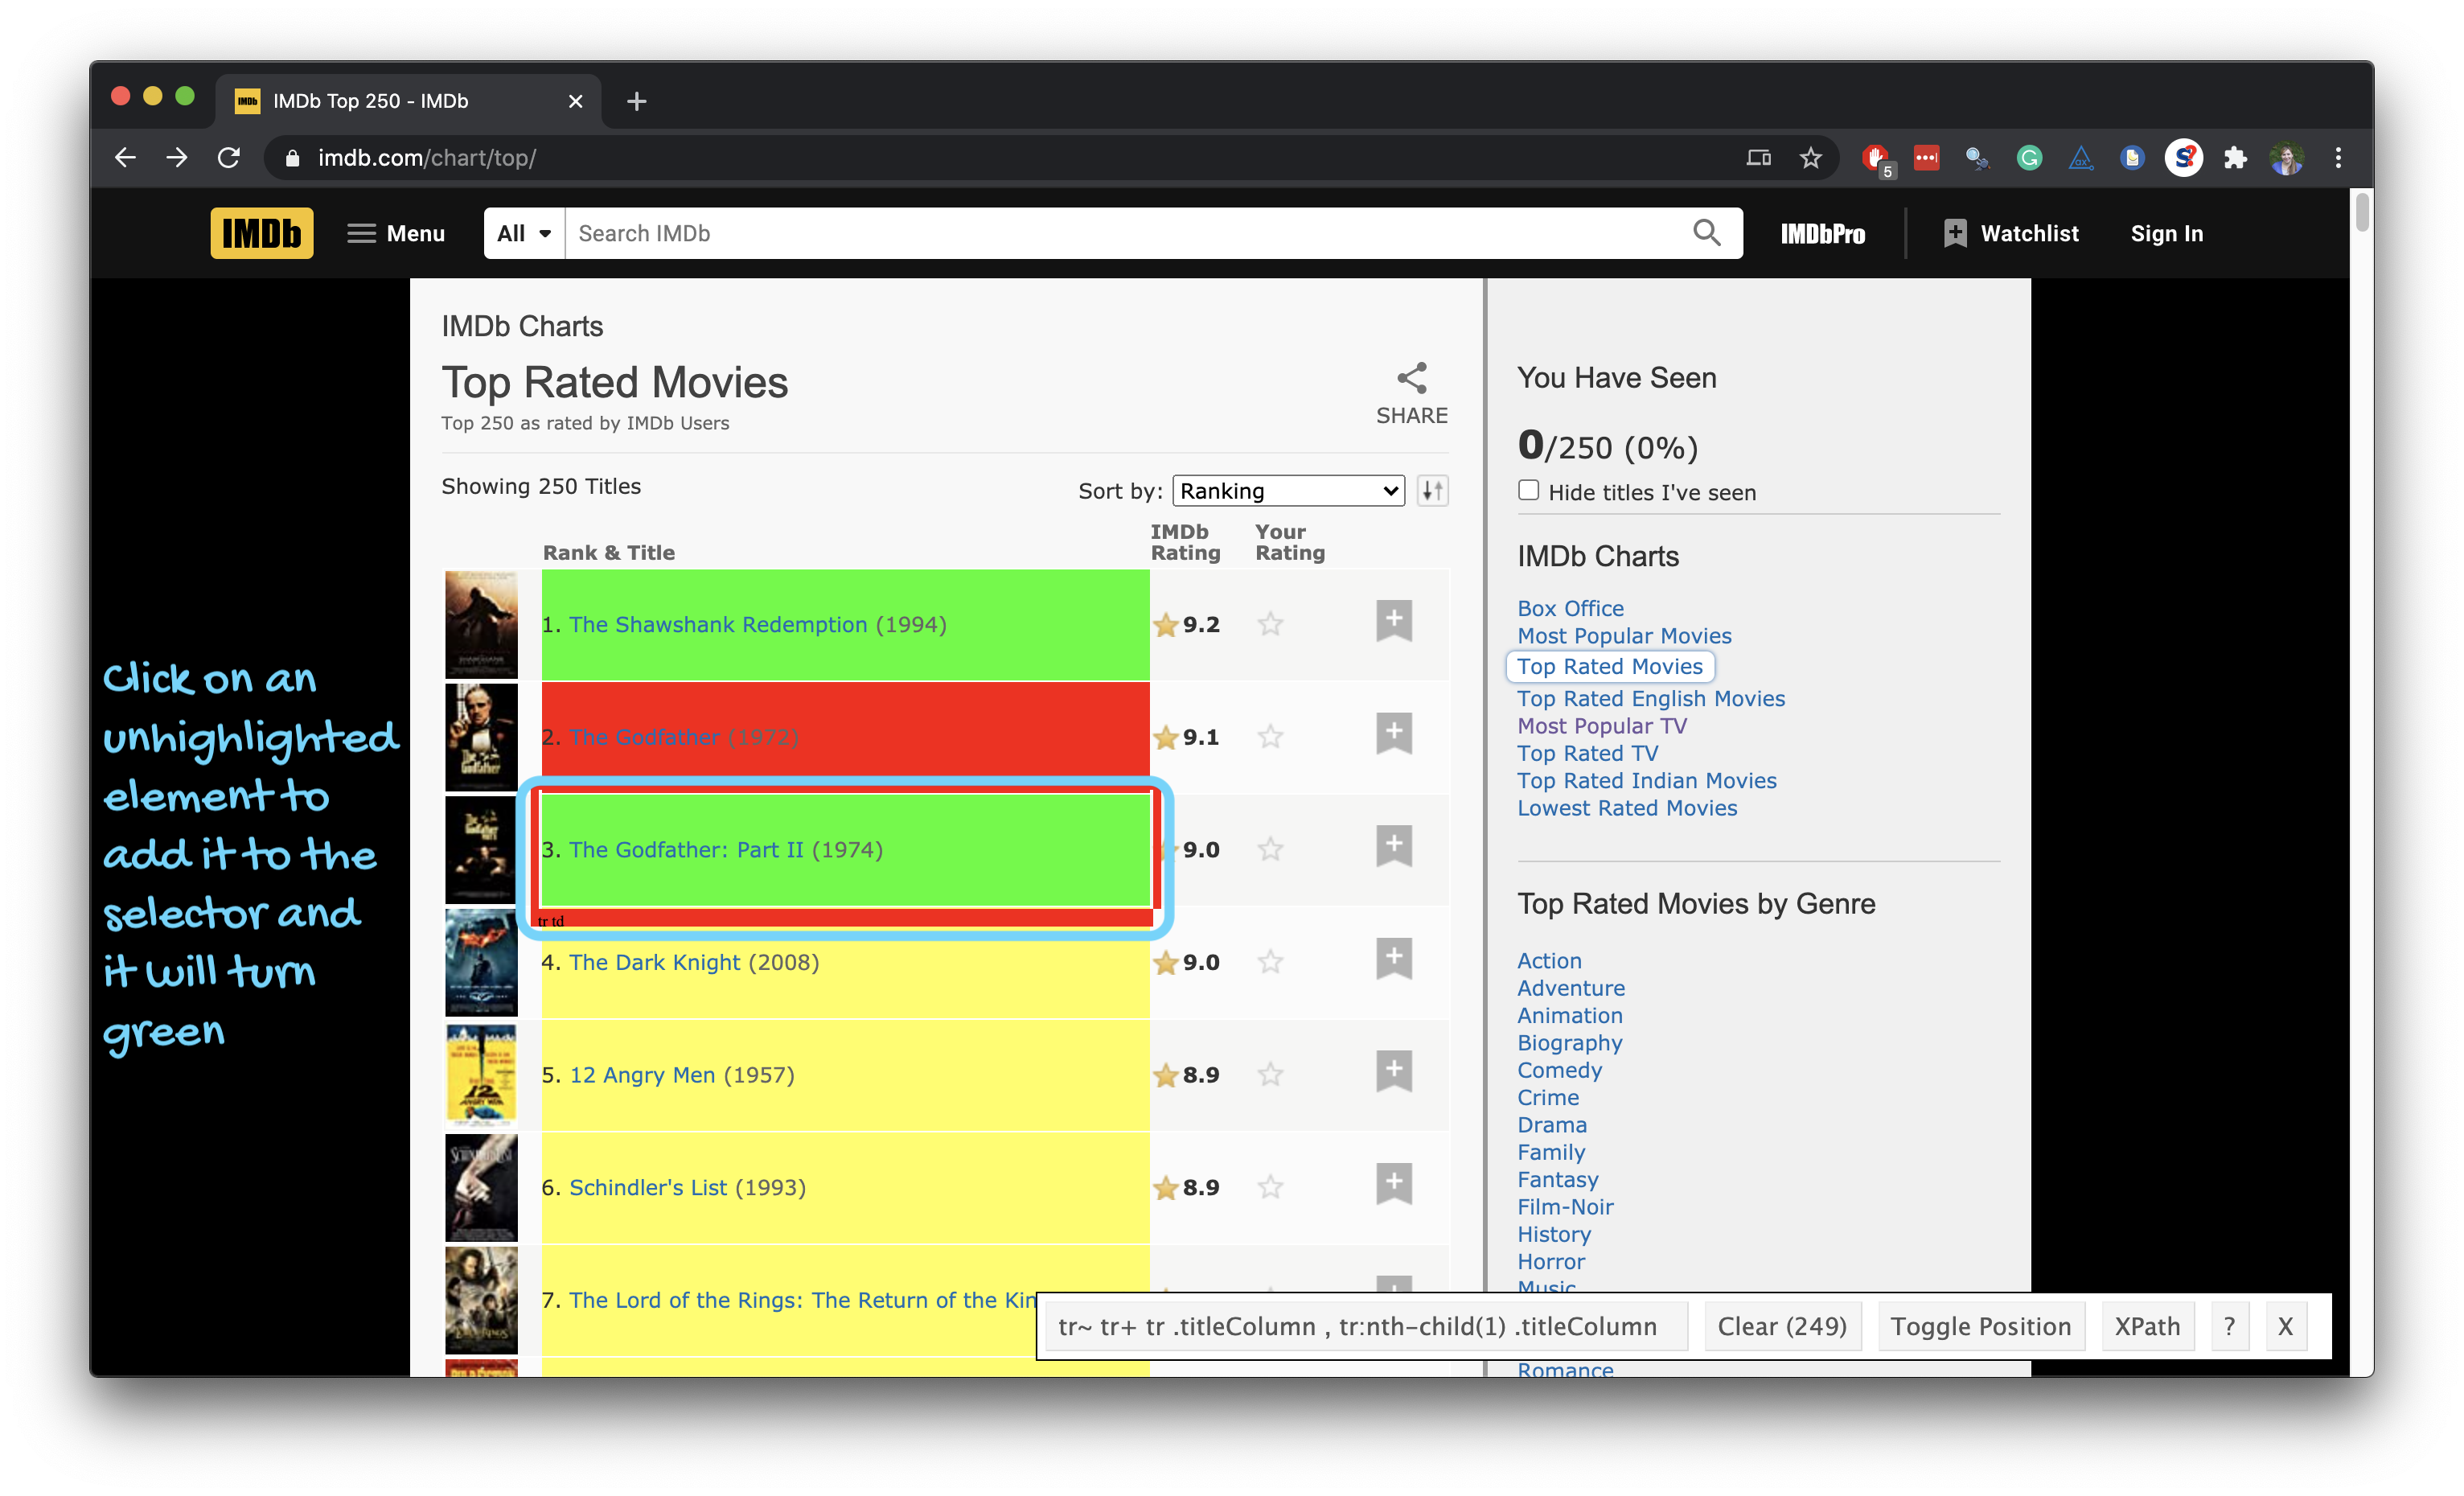 IMDb IMDb Top 250 - IMDb
imdb.com/chart/top/
5
IMDb Menu All Search IMDb IMDbPro Watchlist Sign In
IMDb Charts
Top Rated Movies
Top 250 as rated by IMDb Users
SHARE
Showing 250 Titles
Sort by: Ranking
Rank & Title
IMDb Rating
Your Rating
1. The Shawshank Redemption (1994) 9.2
2. The Godfather (1972) 9.1
3. The Godfather: Part II (1974) 9.0
tr td
4. The Dark Knight (2008) 9.0
5. 12 Angry Men (1957) 8.9
6. Schindler's List (1993) 8.9
7. The Lord of the Rings: The Return of the Kin
Click on an
unhighlighted
element to
add it to the
selector and
it will turn
green
You Have Seen
0/250 (0%)
Hide titles I've seen
IMDb Charts
Box Office
Most Popular Movies
Top Rated Movies
Top Rated English Movies
Most Popular TV
Top Rated TV
Top Rated Indian Movies
Lowest Rated Movies
Top Rated Movies by Genre
Action
Adventure
Animation
Biography
Comedy
Crime
Drama
Family
Fantasy
Film-Noir
History
Horror
Music
Romance
tr~ tr+ tr .titleColumn , tr:nth-child(1) .titleColumn Clear (249) Toggle Position XPath ? X